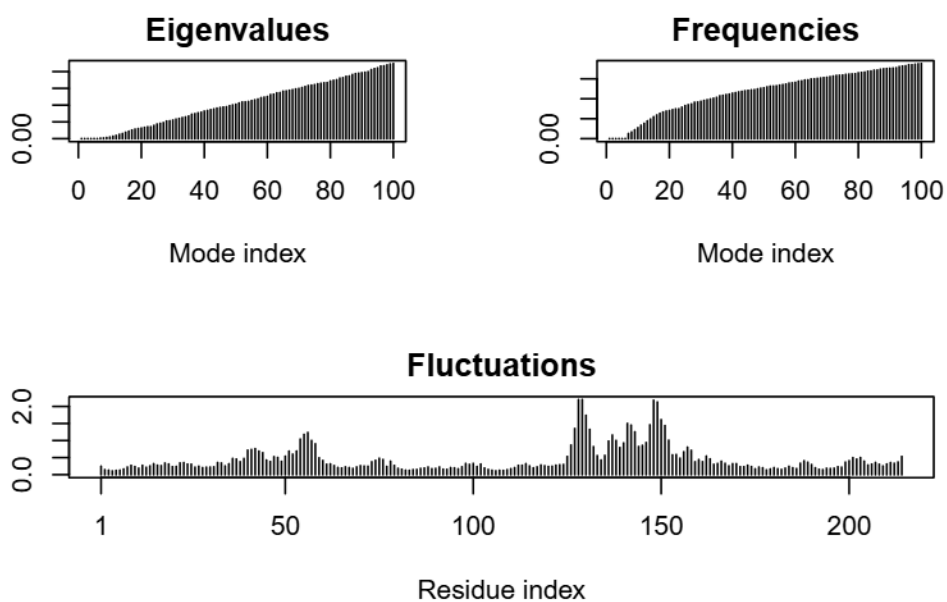 Eigenvalues
0.00
0 20 40 60 80 100
Mode index
Frequencies
0.00
0 20 40 60 80 100
Mode index
Fluctuations
2.0
0.0
1 50 100 150 200
Residue index